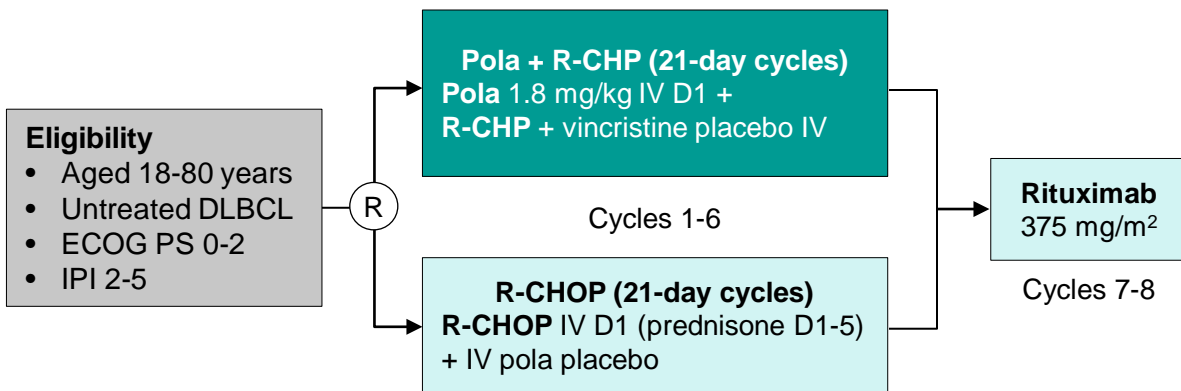 Eligibility
• Aged 18-80 years
• Untreated DLBCL
• ECOG PS 0-2
• IPI 2-5
R
Pola + R-CHP (21-day cycles)
Pola 1.8 mg/kg IV D1 +
R-CHP + vincristine placebo IV
Cycles 1-6
R-CHOP (21-day cycles)
R-CHOP IV D1 (prednisone D1-5)
+ IV pola placebo
Rituximab
375 mg/m²
Cycles 7-8